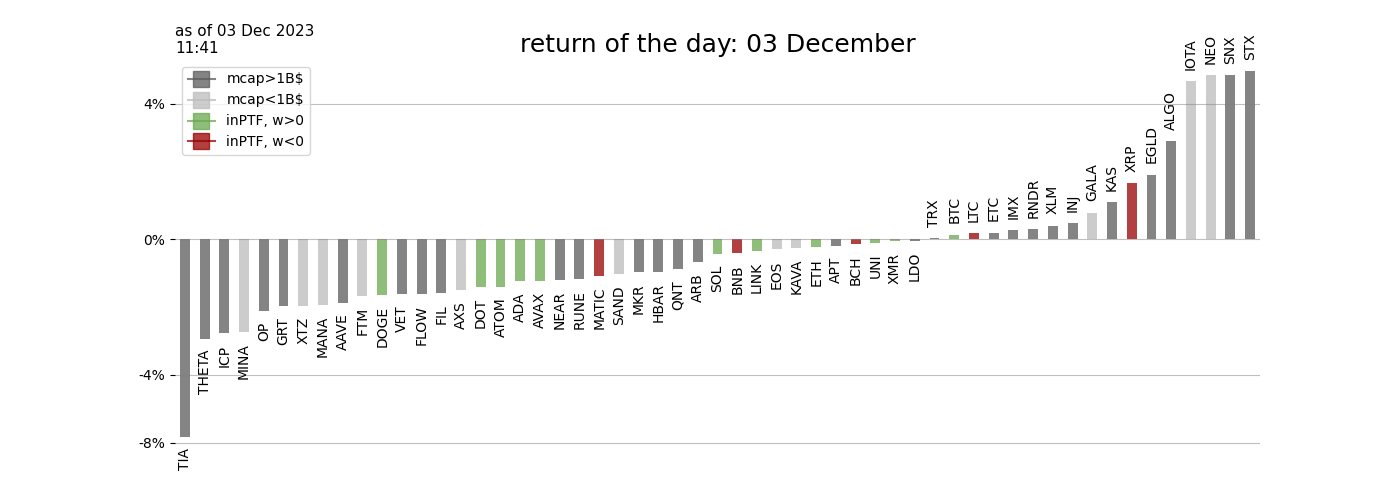 as of 03 Dec 2023
11:41
return of the day: 03 December
mcap>1B$
mcap<1B$
inPTF, w>0
inPTF, w<0
4%
0%
-4%
-8%
TIA
THETA
ICP
MINA
OP
GRT
XTZ
MANA
AAVE
FTM
DOGE
VET
FLOW
FIL
AXS
DOT
ATOM
ADA
AVAX
NEAR
RUNE
MATIC
SAND
MKR
HBAR
QNT
ARB
SOL
BNB
LINK
EOS
KAVA
ETH
APT
BCH
UNI
XMR
LDO
TRX
BTC
LTC
ETC
IMX
RNDR
XLM
INJ
GALA
KAS
XRP
EGLD
ALGO
IOTA
NEO
SNX
STX